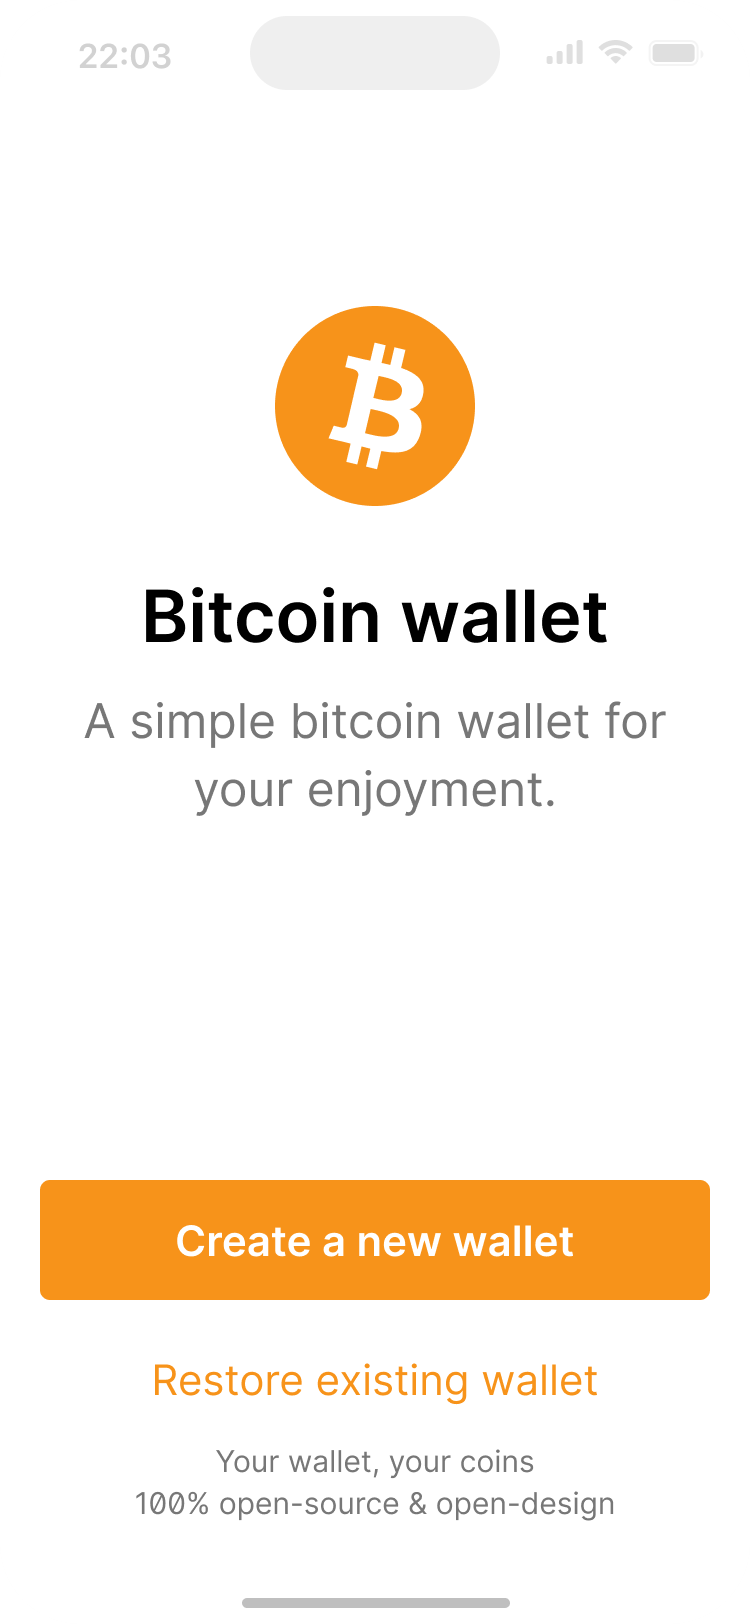 22:03
Bitcoin wallet
A simple bitcoin wallet for
your enjoyment.
Create a new wallet
Restore existing wallet
Your wallet, your coins
100% open-source & open-design